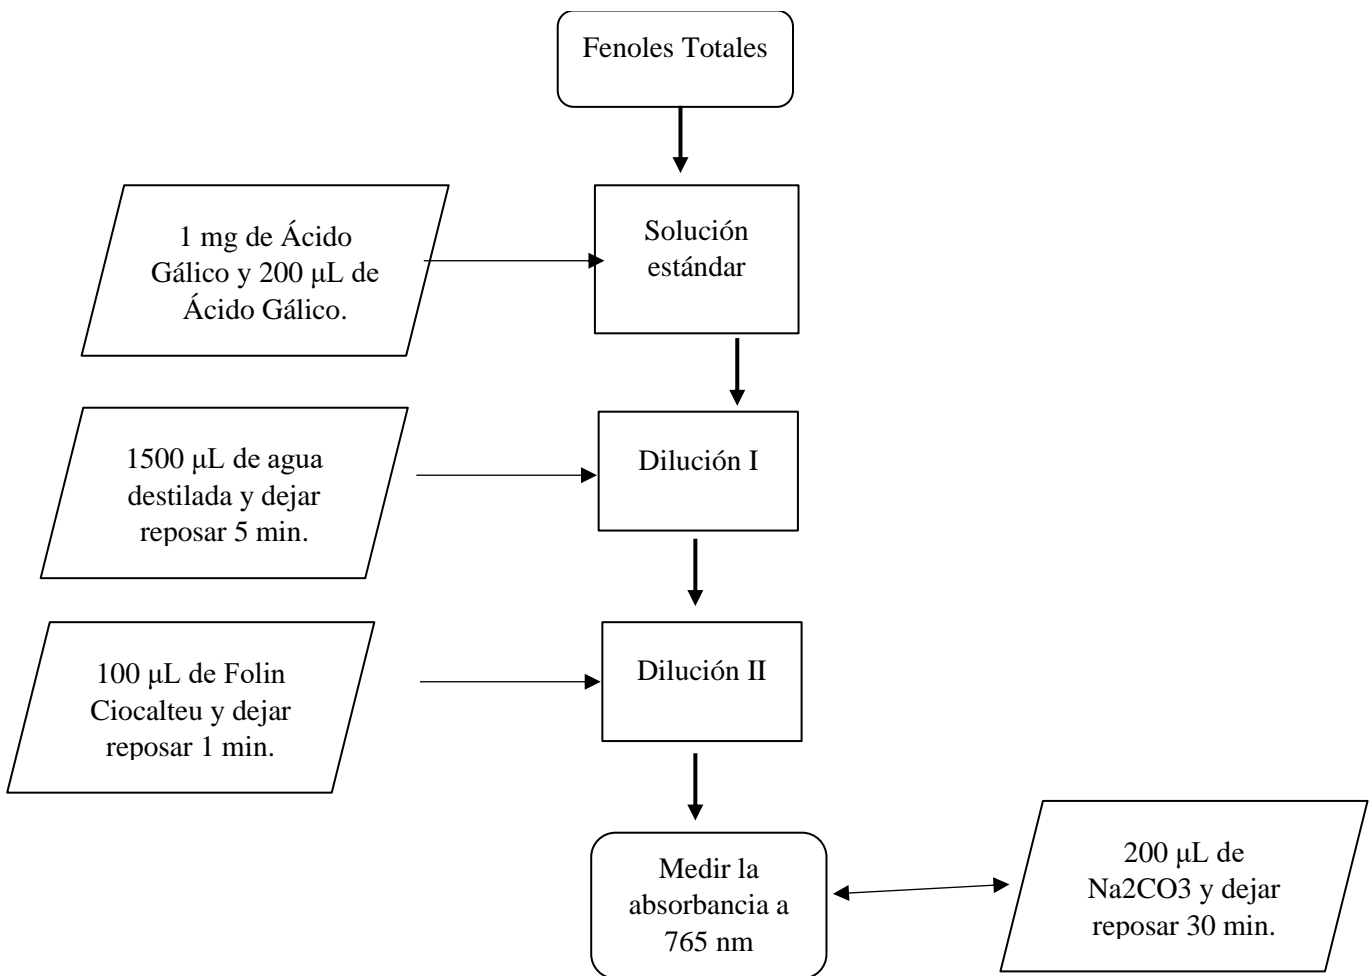 Fenoles Totales
1 mg de Ácido
Gálico y 200 µL de
Ácido Gálico.
Solución
estándar
1500 µL de agua
destilada y dejar
reposar 5 min.
Dilución I
100 µL de Folin
Ciocalteu y dejar
reposar 1 min.
Dilución II
Medir la
absorbancia a
765 nm
200 µL de
Na2CO3 y dejar
reposar 30 min.